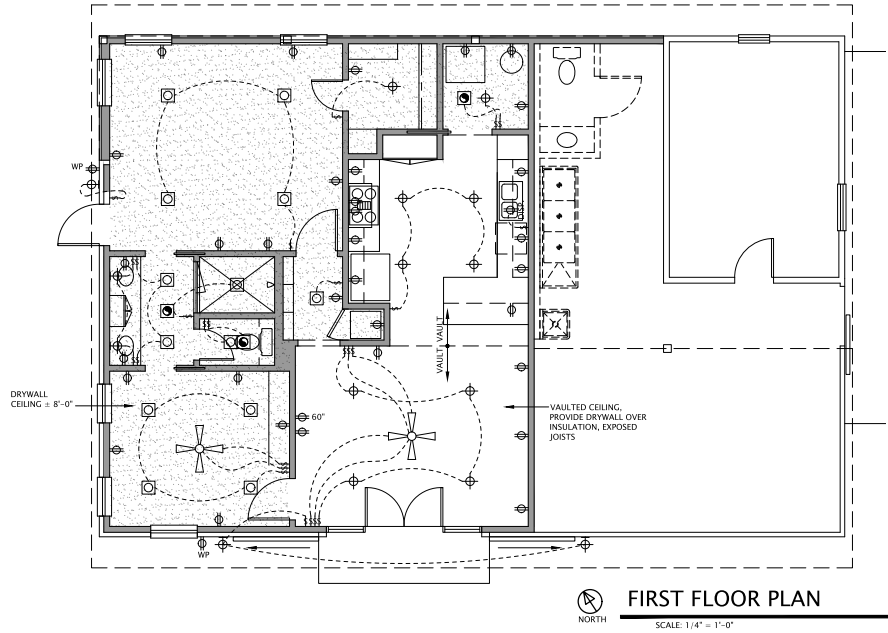 WP
DISP.
VAULT
VAULT
DRYWALL
CEILING ± 8'-0"
60"
VAULTED CEILING,
PROVIDE DRYWALL OVER
INSULATION, EXPOSED
JOISTS
WP
NORTH
FIRST FLOOR PLAN
SCALE: 1/4" = 1'-0"